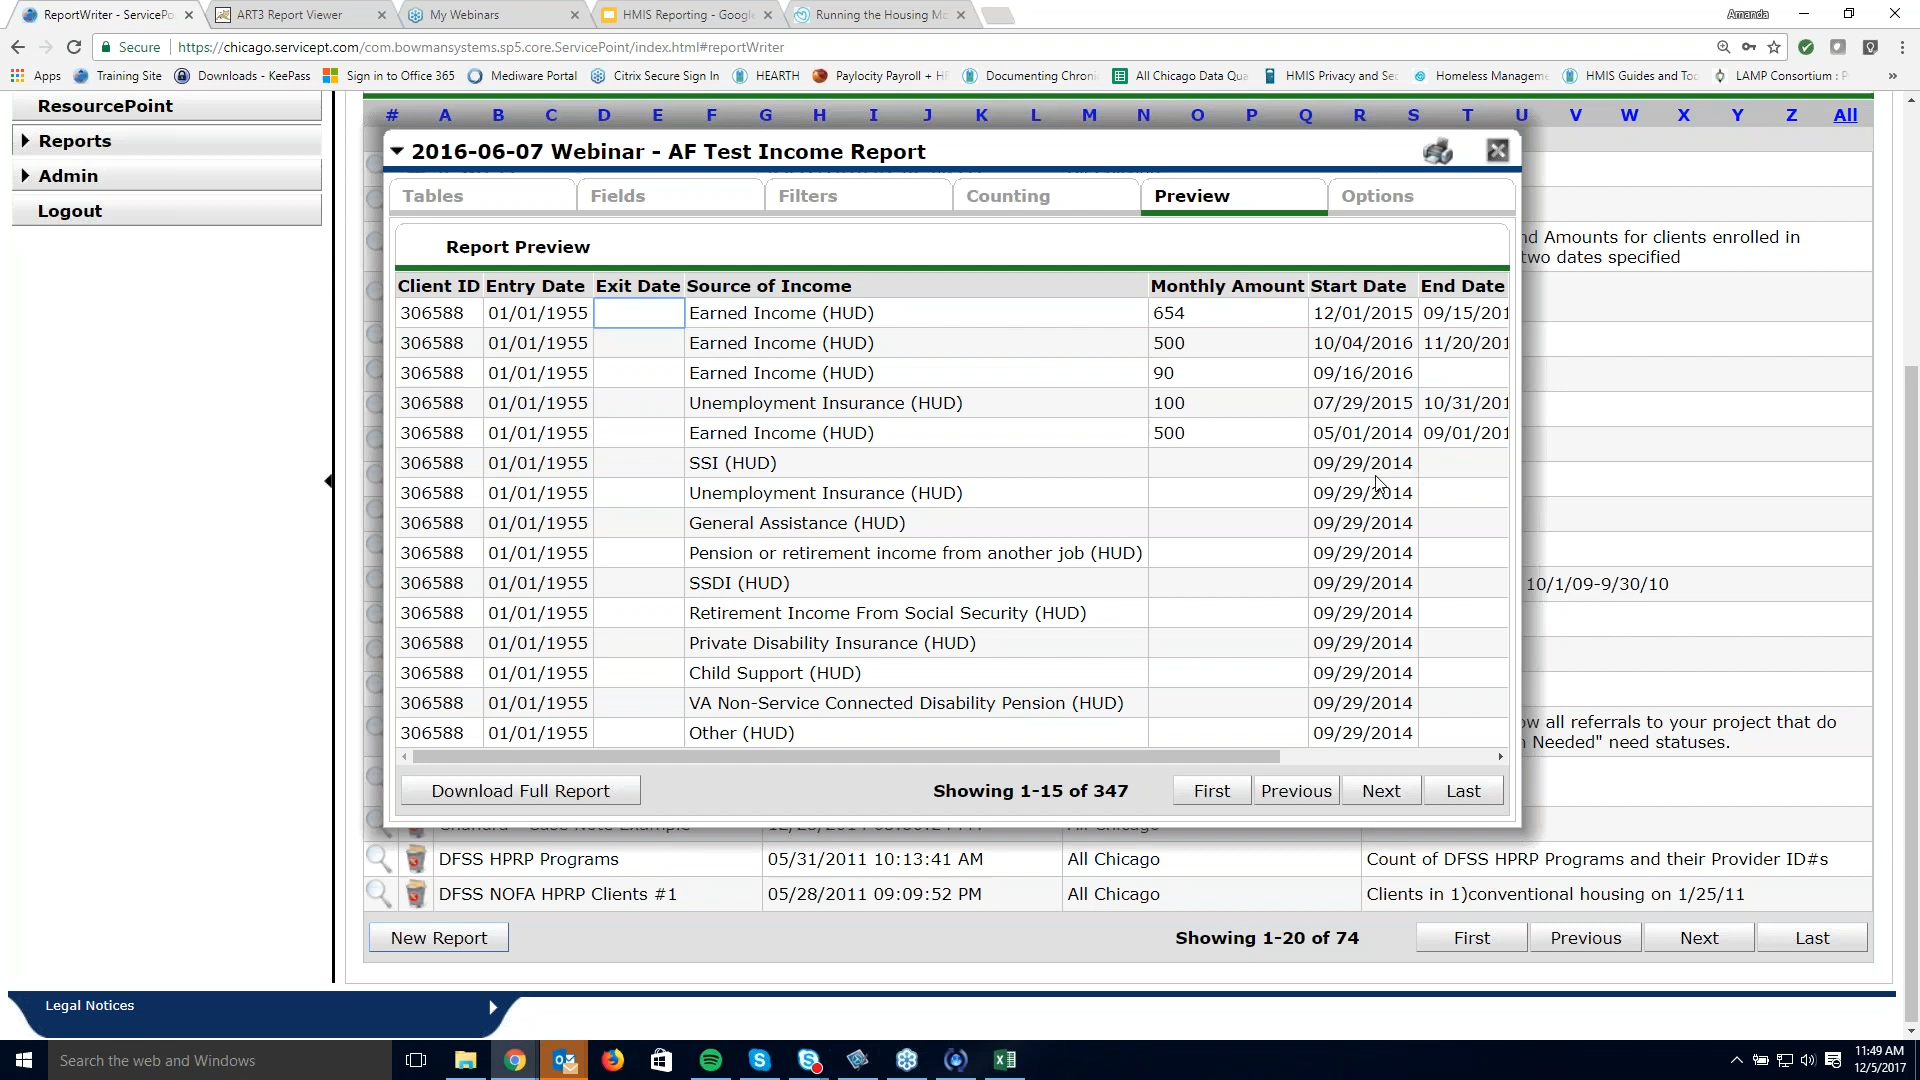 ReportWriter - ServicePo
ART3 Report Viewer
My Webinars
HMIS Reporting - Google
Running the Housing Mo
Amanda
Secure
https://chicago.servicept.com/com.bowmansystems.sp5.core.ServicePoint/index.html#reportWriter
Apps
Training Site
Downloads - KeePass
Sign in to Office 365
Mediware Portal
Citrix Secure Sign In
HEARTH
Paylocity Payroll + H
Documenting Chroni
All Chicago Data Qua
HMIS Privacy and Sec
Homeless Manageme
HMIS Guides and Too
LAMP Consortium : P
»
ResourcePoint
Reports
Admin
Logout
# A B C D E F G H I J K L M N O P Q R S T U V W X Y Z All
2016-06-07 Webinar - AF Test Income Report
Tables Fields Filters Counting Preview Options
Report Preview
nd Amounts for clients enrolled in
two dates specified
Client ID Entry Date Exit Date Source of Income Monthly Amount Start Date End Date
306588 01/01/1955 Earned Income (HUD) 654 12/01/2015 09/15/201
306588 01/01/1955 Earned Income (HUD) 500 10/04/2016 11/20/201
306588 01/01/1955 Earned Income (HUD) 90 09/16/2016
306588 01/01/1955 Unemployment Insurance (HUD) 100 07/29/2015 10/31/201
306588 01/01/1955 Earned Income (HUD) 500 05/01/2014 09/01/201
306588 01/01/1955 SSI (HUD) 09/29/2014
306588 01/01/1955 Unemployment Insurance (HUD) 09/29/2014
306588 01/01/1955 General Assistance (HUD) 09/29/2014
306588 01/01/1955 Pension or retirement income from another job (HUD) 09/29/2014
306588 01/01/1955 SSDI (HUD) 09/29/2014
10/1/09-9/30/10
306588 01/01/1955 Retirement Income From Social Security (HUD) 09/29/2014
306588 01/01/1955 Private Disability Insurance (HUD) 09/29/2014
306588 01/01/1955 Child Support (HUD) 09/29/2014
306588 01/01/1955 VA Non-Service Connected Disability Pension (HUD) 09/29/2014
306588 01/01/1955 Other (HUD) 09/29/2014
ow all referrals to your project that do
n Needed" need statuses.
Download Full Report
Showing 1-15 of 347
First Previous Next Last
DFSS HPRP Programs 05/31/2011 10:13:41 AM All Chicago Count of DFSS HPRP Programs and their Provider ID#s
DFSS NOFA HPRP Clients #1 05/28/2011 09:09:52 PM All Chicago Clients in 1)conventional housing on 1/25/11
New Report
Showing 1-20 of 74
First Previous Next Last
Legal Notices
Search the web and Windows
11:49 AM
12/5/2017